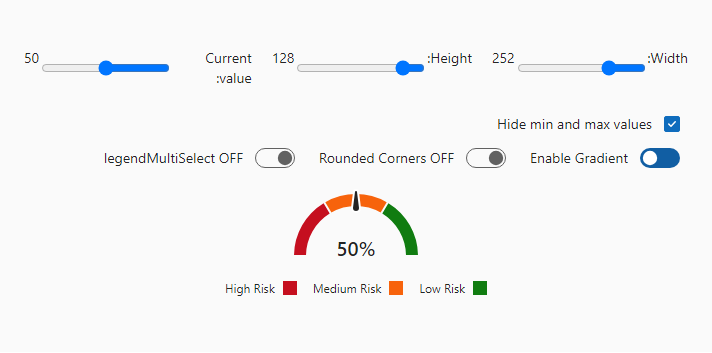 Width:
252
Height:
128
Current
value:
50
Hide min and max values
Enable Gradient
Rounded Corners OFF
legendMultiSelect OFF
50%
High Risk
Medium Risk
Low Risk